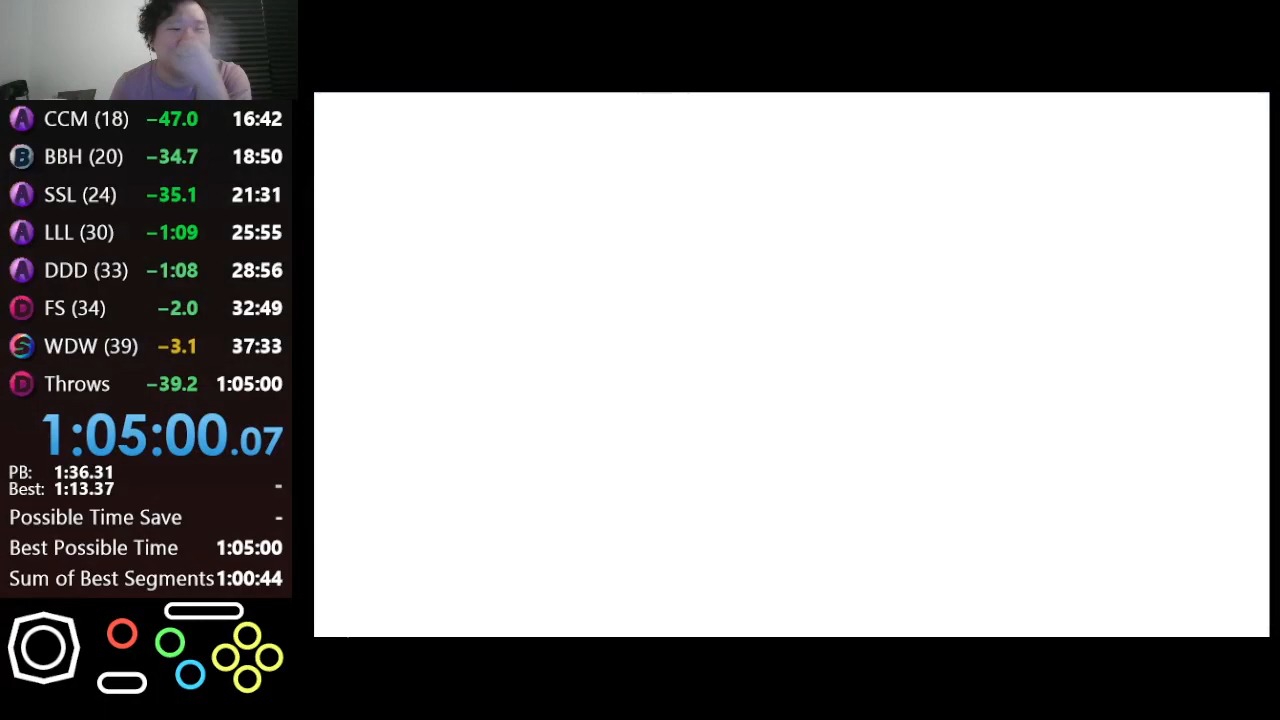 A CCM (18) −47.0 16:42
B BBH (20) −34.7 18:50
A SSL (24) −35.1 21:31
A LLL (30) −1:09 25:55
A DDD (33) −1:08 28:56
D FS (34) −2.0 32:49
S WDW (39) −3.1 37:33
D Throws −39.2 1:05:00
1:05:00.07
PB: 1:36.31
Best: 1:13.37 -
Possible Time Save -
Best Possible Time 1:05:00
Sum of Best Segments 1:00:44